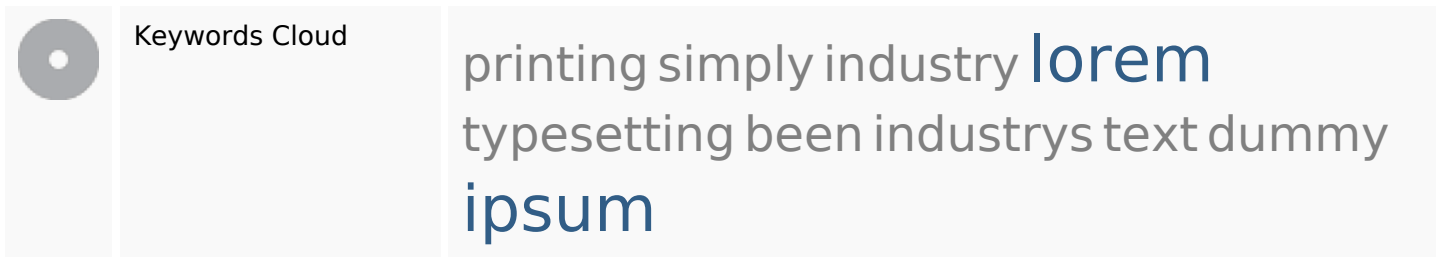 Keywords Cloud
printing simply industry lorem
typesetting been industrys text dummy
ipsum